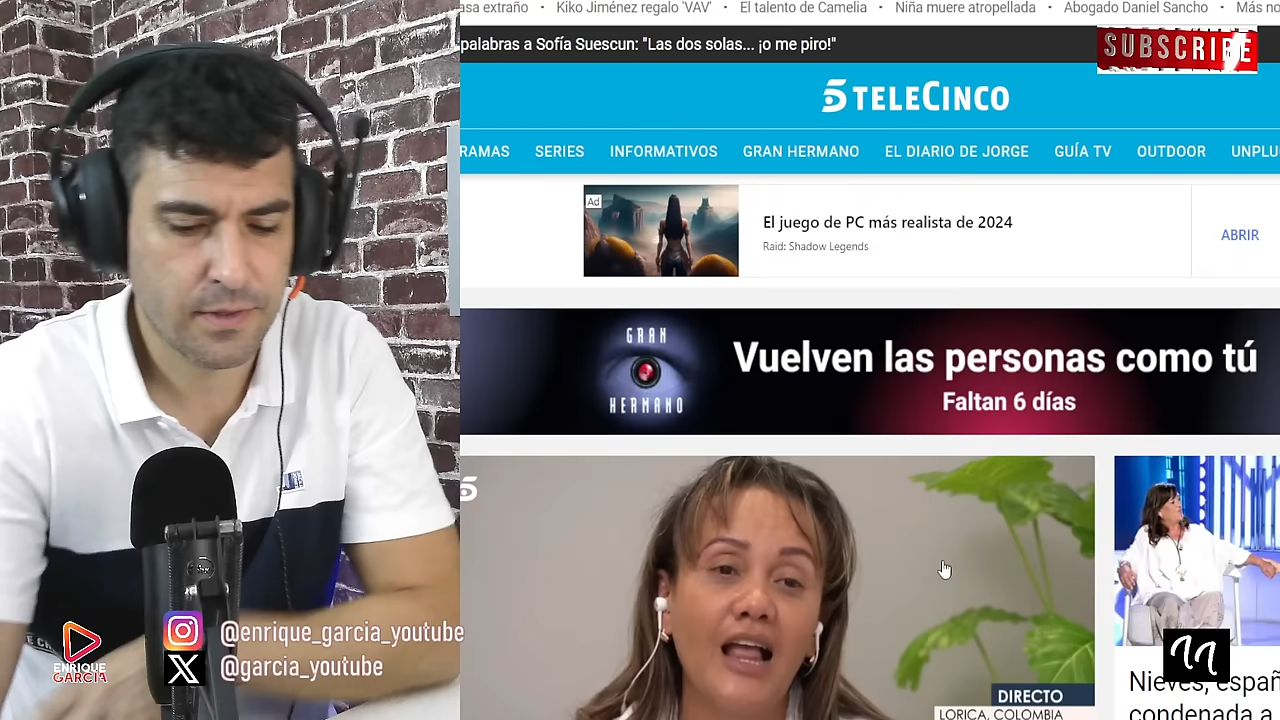 asa extraño • Kiko Jiménez regalo 'VAV' • El talento de Camelia • Niña muere atropellada • Abogado Daniel Sancho • Más no
palabras a Sofía Suescun: "Las dos solas... ¡o me piro!"
SUBSCRIBE
5 TELECINCO
RAMAS SERIES INFORMATIVOS GRAN HERMANO EL DIARIO DE JORGE GUÍA TV OUTDOOR UNPLU
Ad
El juego de PC más realista de 2024
Raid: Shadow Legends
ABRIR
GRAN
HERMANO
Vuelven las personas como tú
Faltan 6 días
5
DIRECTO
LORICA, COLOMBIA
Nieves, españ
condenada a
@enrique_garcia_youtube
@garcia_youtube
ENRIQUE
GARCIA